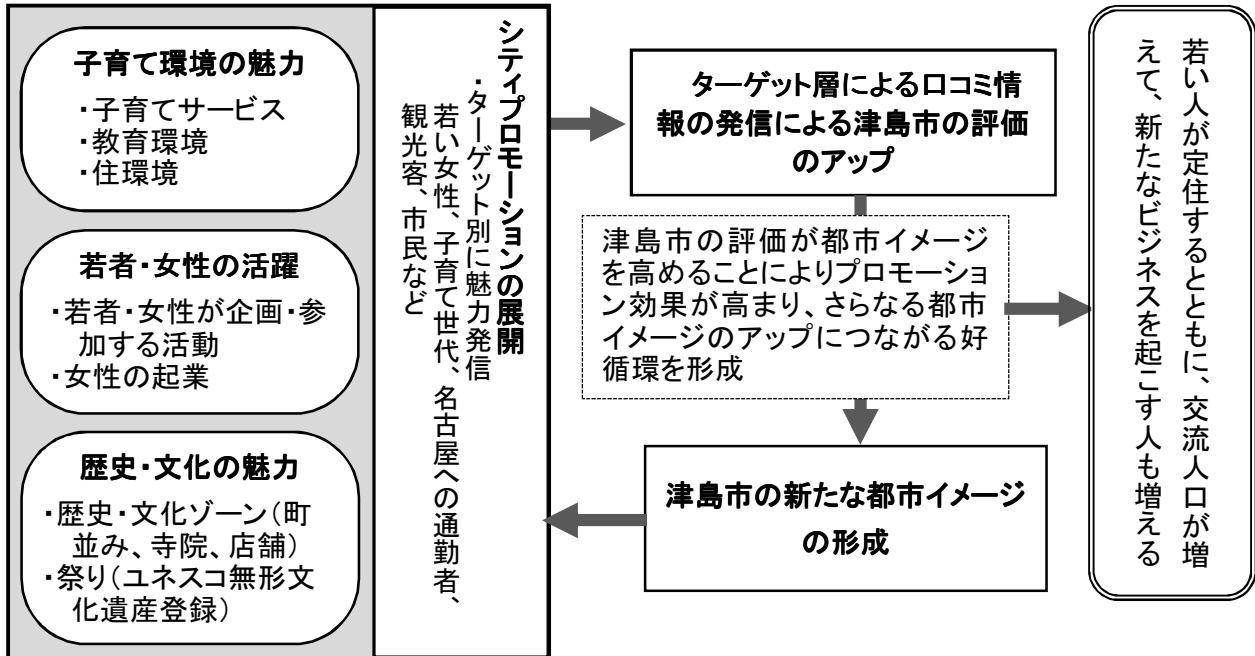 子育て環境の魅力
・子育てサービス
・教育環境
・住環境
若者・女性の活躍
・若者・女性が企画・参
加する活動
・女性の起業
歴史・文化の魅力
・歴史・文化ゾーン（町
並み、寺院、店舗）
・祭り（ユネスコ無形文
化遺産登録）
シティプロモーションの展開
・ターゲット別に魅力発信
若い女性、子育て世代、名古屋への通勤者、
観光客、市民など
ターゲット層による口コミ情
報の発信による津島市の評価
のアップ
津島市の評価が都市イメージ
を高めることによりプロモーショ
ン効果が高まり、さらなる都市
イメージのアップにつながる好
循環を形成
津島市の新たな都市イメージ
の形成
若い人が定住するとともに、交流人口が増
えて、新たなビジネスを起こす人も増える